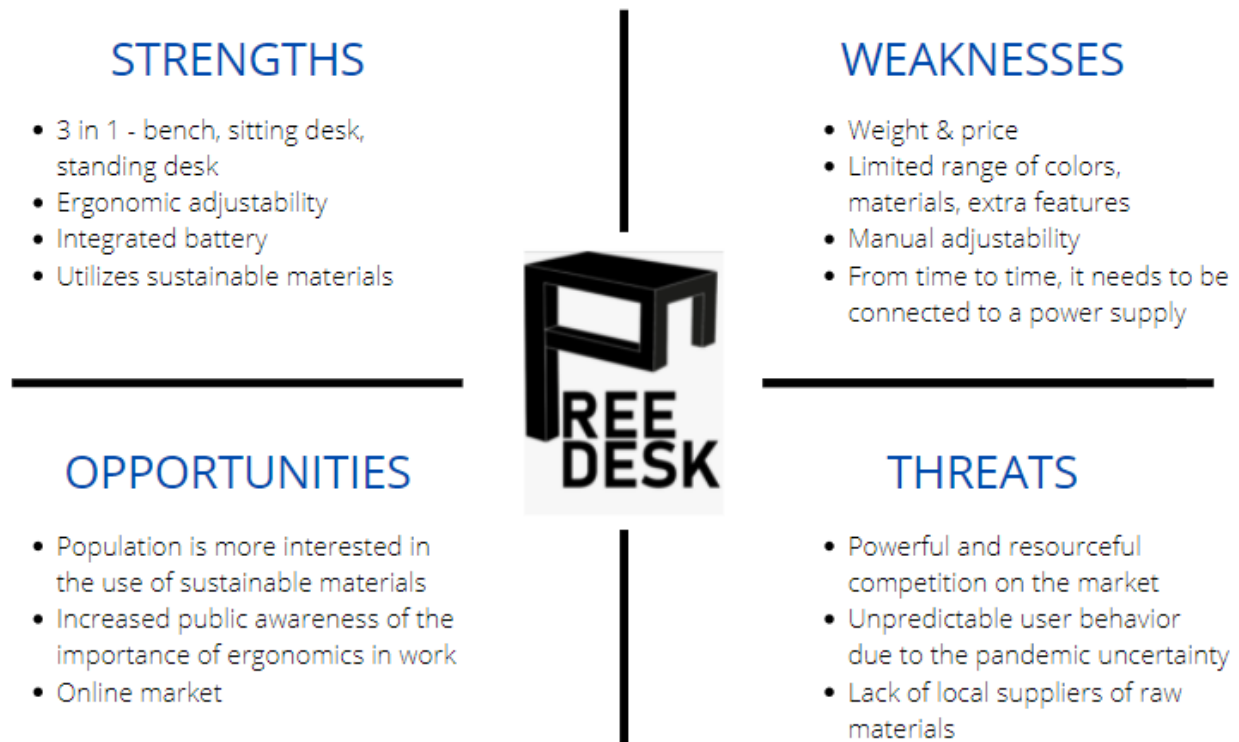 STRENGTHS
• 3 in 1 - bench, sitting desk,
standing desk
• Ergonomic adjustability
• Integrated battery
• Utilizes sustainable materials
WEAKNESSES
• Weight & price
• Limited range of colors,
materials, extra features
• Manual adjustability
• From time to time, it needs to be
connected to a power supply
FREE
DESK
OPPORTUNITIES
• Population is more interested in
the use of sustainable materials
• Increased public awareness of the
importance of ergonomics in work
• Online market
THREATS
• Powerful and resourceful
competition on the market
• Unpredictable user behavior
due to the pandemic uncertainty
• Lack of local suppliers of raw
materials